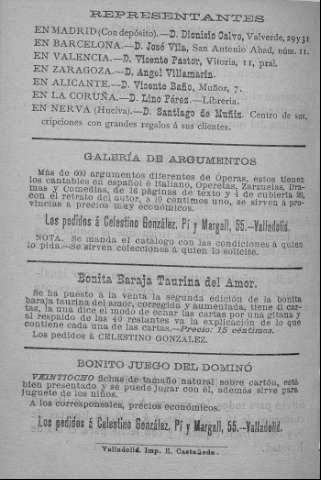 REPRESENTANTES
EN MADRID (Con depósito).—D. Dionisio Calvo, Valverde, 29 y 31
EN BARCELONA.—D. José Vila, San Antonio Abad, núm. 11.
EN VALENCIA.—D. Vicente Pastor, Vitoria, 11, pral.
EN ZARAGOZA.—D. Angel Villamarín.
EN ALICANTE.—D. Vicente Baño, Muñoz, 7.
EN LA CORUÑA.—D. Lino Pérez.—Librería.
EN NERVA (Huelva).—D. Santiago de Muñiz. Centro de sus-
cripciones con grandes regalos á sus clientes.
GALERÍA DE ARGUMENTOS
Más de 600 argumentos diferentes de Óperas, estos tienen
los cantables en español é italiano, Operetas, Zarzuelas, Dra-
mas y Comedias, de 16 páginas de texto y 4 de cubierta
con el retrato del autor, á 10 céntimos uno, se sirven á pro-
vincias á precios muy económicos.
Los pedidos á Celestino González, Pí y Margall, 55.—Valladolid.
NOTA. Se manda el catálogo con las condiciones á quien
lo pida.—Se sirven colecciones á quien lo solicite.
Bonita Baraja Taurina del Amor.
Se ha puesto á la venta la segunda edición de la bonita
baraja taurina del amor, corregida y aumentada, tiene 41 car-
tas, la una dice el modo de echar las cartas por una gitana y
el respaldo de las 40 restantes va la explicación de lo que
contiene cada una de las cartas.—Precio: 15 céntimos.
Los pedidos á CELESTINO GONZALEZ.
BONITO JUEGO DEL DOMINÓ
VEINTIOCHO fichas de tamaño natural sobre cartón, está
bien presentado y se puede jugar con él, además sirve para
juguete de los niños.
A los corresponsales, precios económicos.
Los pedidos á Celestino González, Pí y Margall, 55.—Valladolid.
Valladolid. Imp. E. Castañeda.